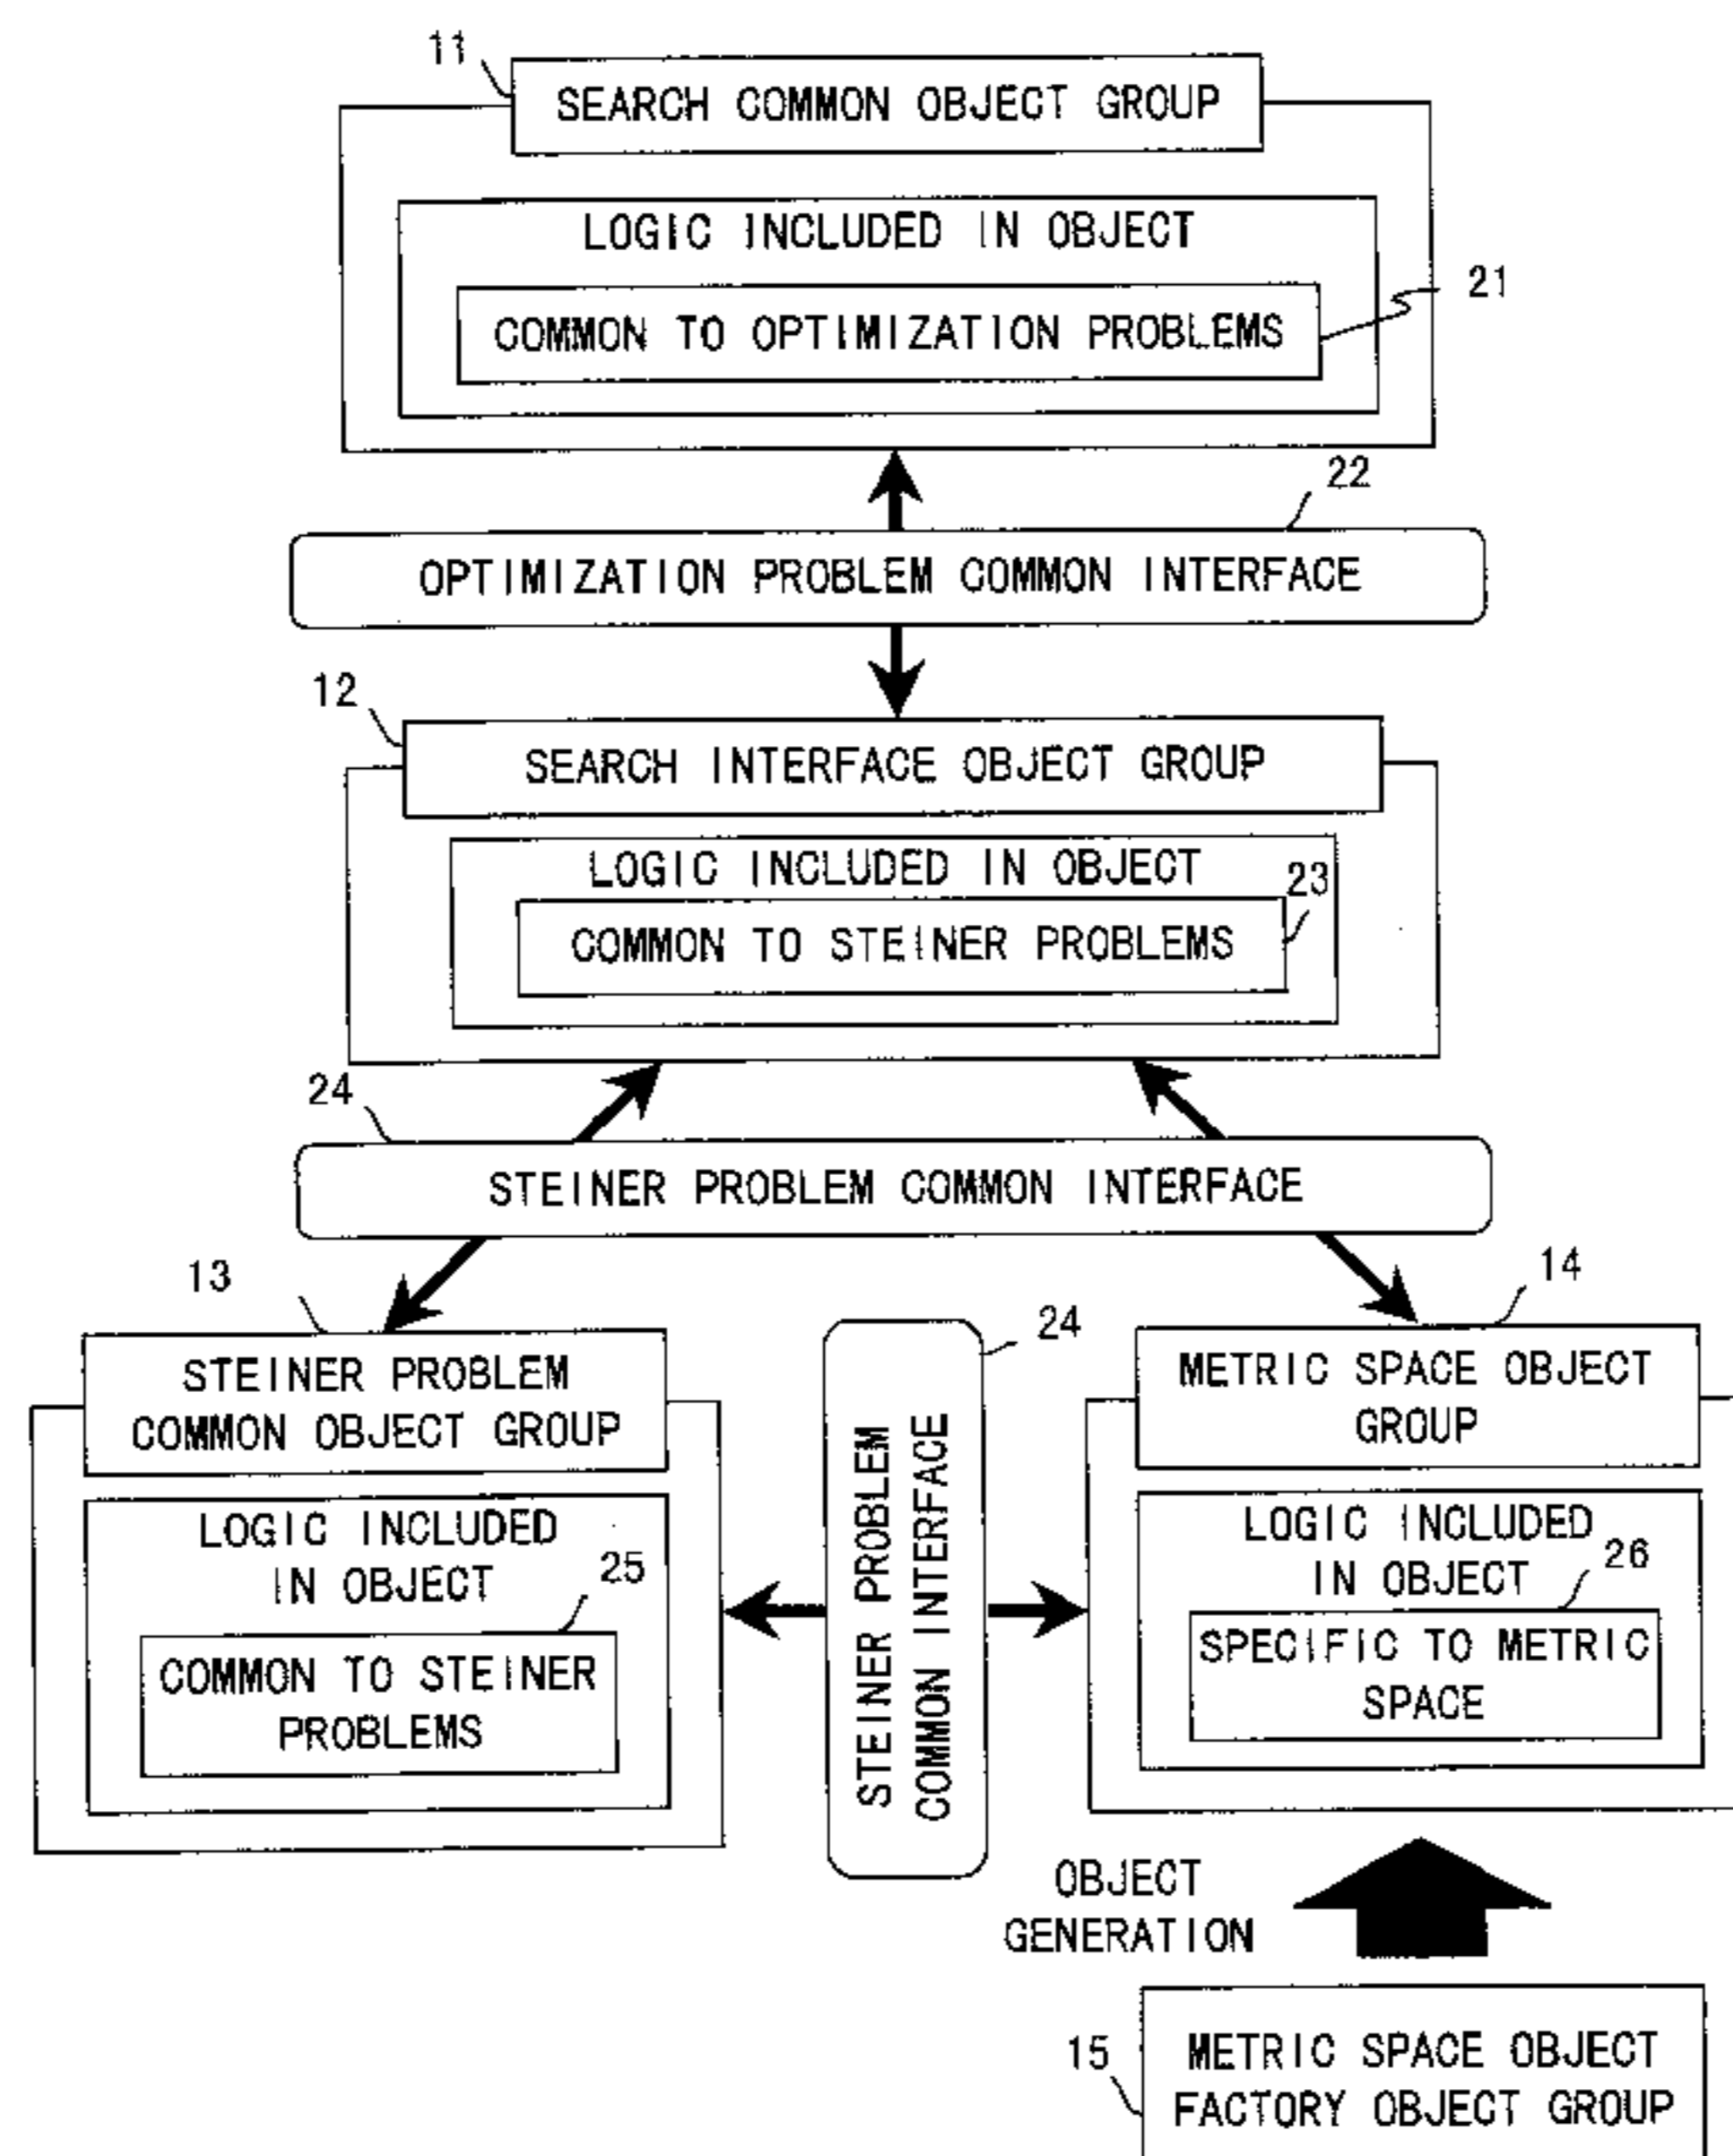 11
SEARCH COMMON OBJECT GROUP
LOGIC INCLUDED IN OBJECT
21
COMMON TO OPTIMIZATION PROBLEMS
22
OPTIMIZATION PROBLEM COMMON INTERFACE
12
SEARCH INTERFACE OBJECT GROUP
LOGIC INCLUDED IN OBJECT
23
COMMON TO STEINER PROBLEMS
24
STEINER PROBLEM COMMON INTERFACE
13
STEINER PROBLEM
COMMON OBJECT GROUP
LOGIC INCLUDED
IN OBJECT
25
COMMON TO STEINER
PROBLEMS
24
STEINER PROBLEM
COMMON INTERFACE
14
METRIC SPACE OBJECT
GROUP
LOGIC INCLUDED
IN OBJECT
26
SPECIFIC TO METRIC
SPACE
OBJECT
GENERATION
15
METRIC SPACE OBJECT
FACTORY OBJECT GROUP